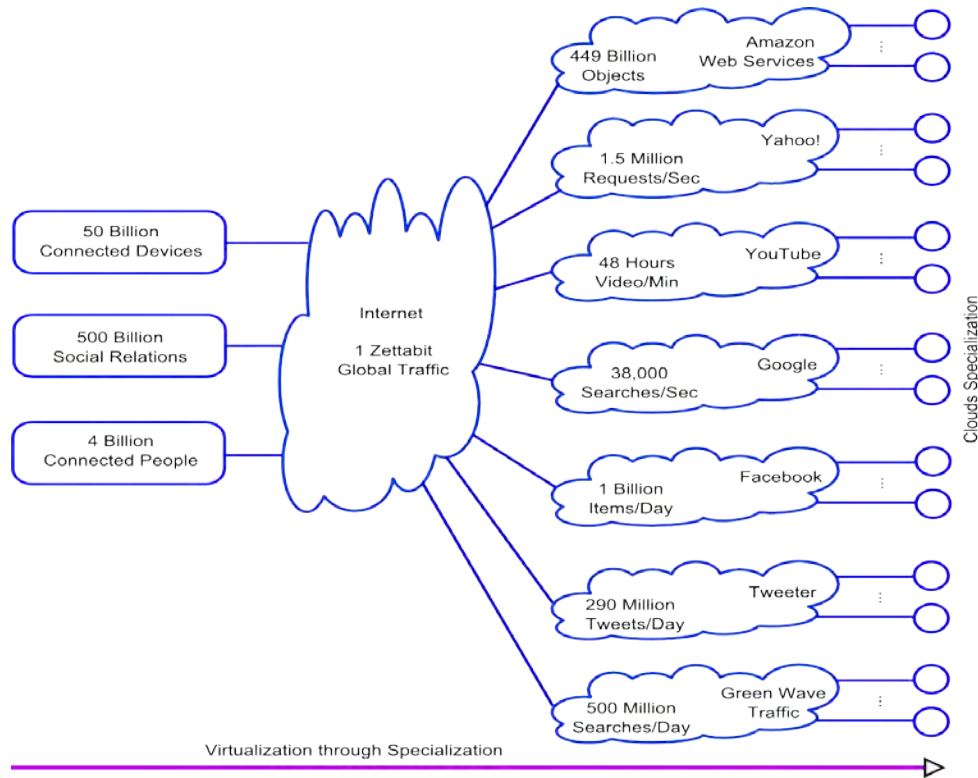 449 Billion
Objects
Amazon
Web Services
1.5 Million
Requests/Sec
Yahoo!
50 Billion
Connected Devices
48 Hours
Video/Min
YouTube
Internet
1 Zettabit
Global Traffic
500 Billion
Social Relations
38,000
Searches/Sec
Google
Clouds Specialization
4 Billion
Connected People
1 Billion
Items/Day
Facebook
290 Million
Tweets/Day
Tweeter
500 Million
Searches/Day
Green Wave
Traffic
Virtualization through Specialization